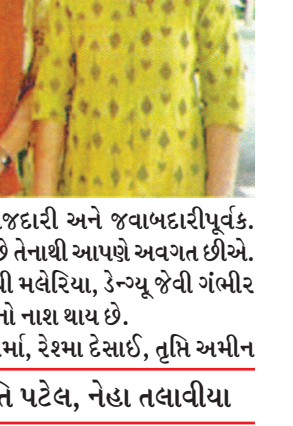 જદારી અને જવાબદારીપૂર્વક.
છે તેનાથી આપણે અવગત છીએ.
મલેરિયા, ડેન્ગ્યૂ જેવી ગંભીર
નો નાશ થાય છે.
ર્મા, રેશ્મા દેસાઈ, તૃપ્તિ અમીન
તિ પટેલ, નેહા તલાવીયા